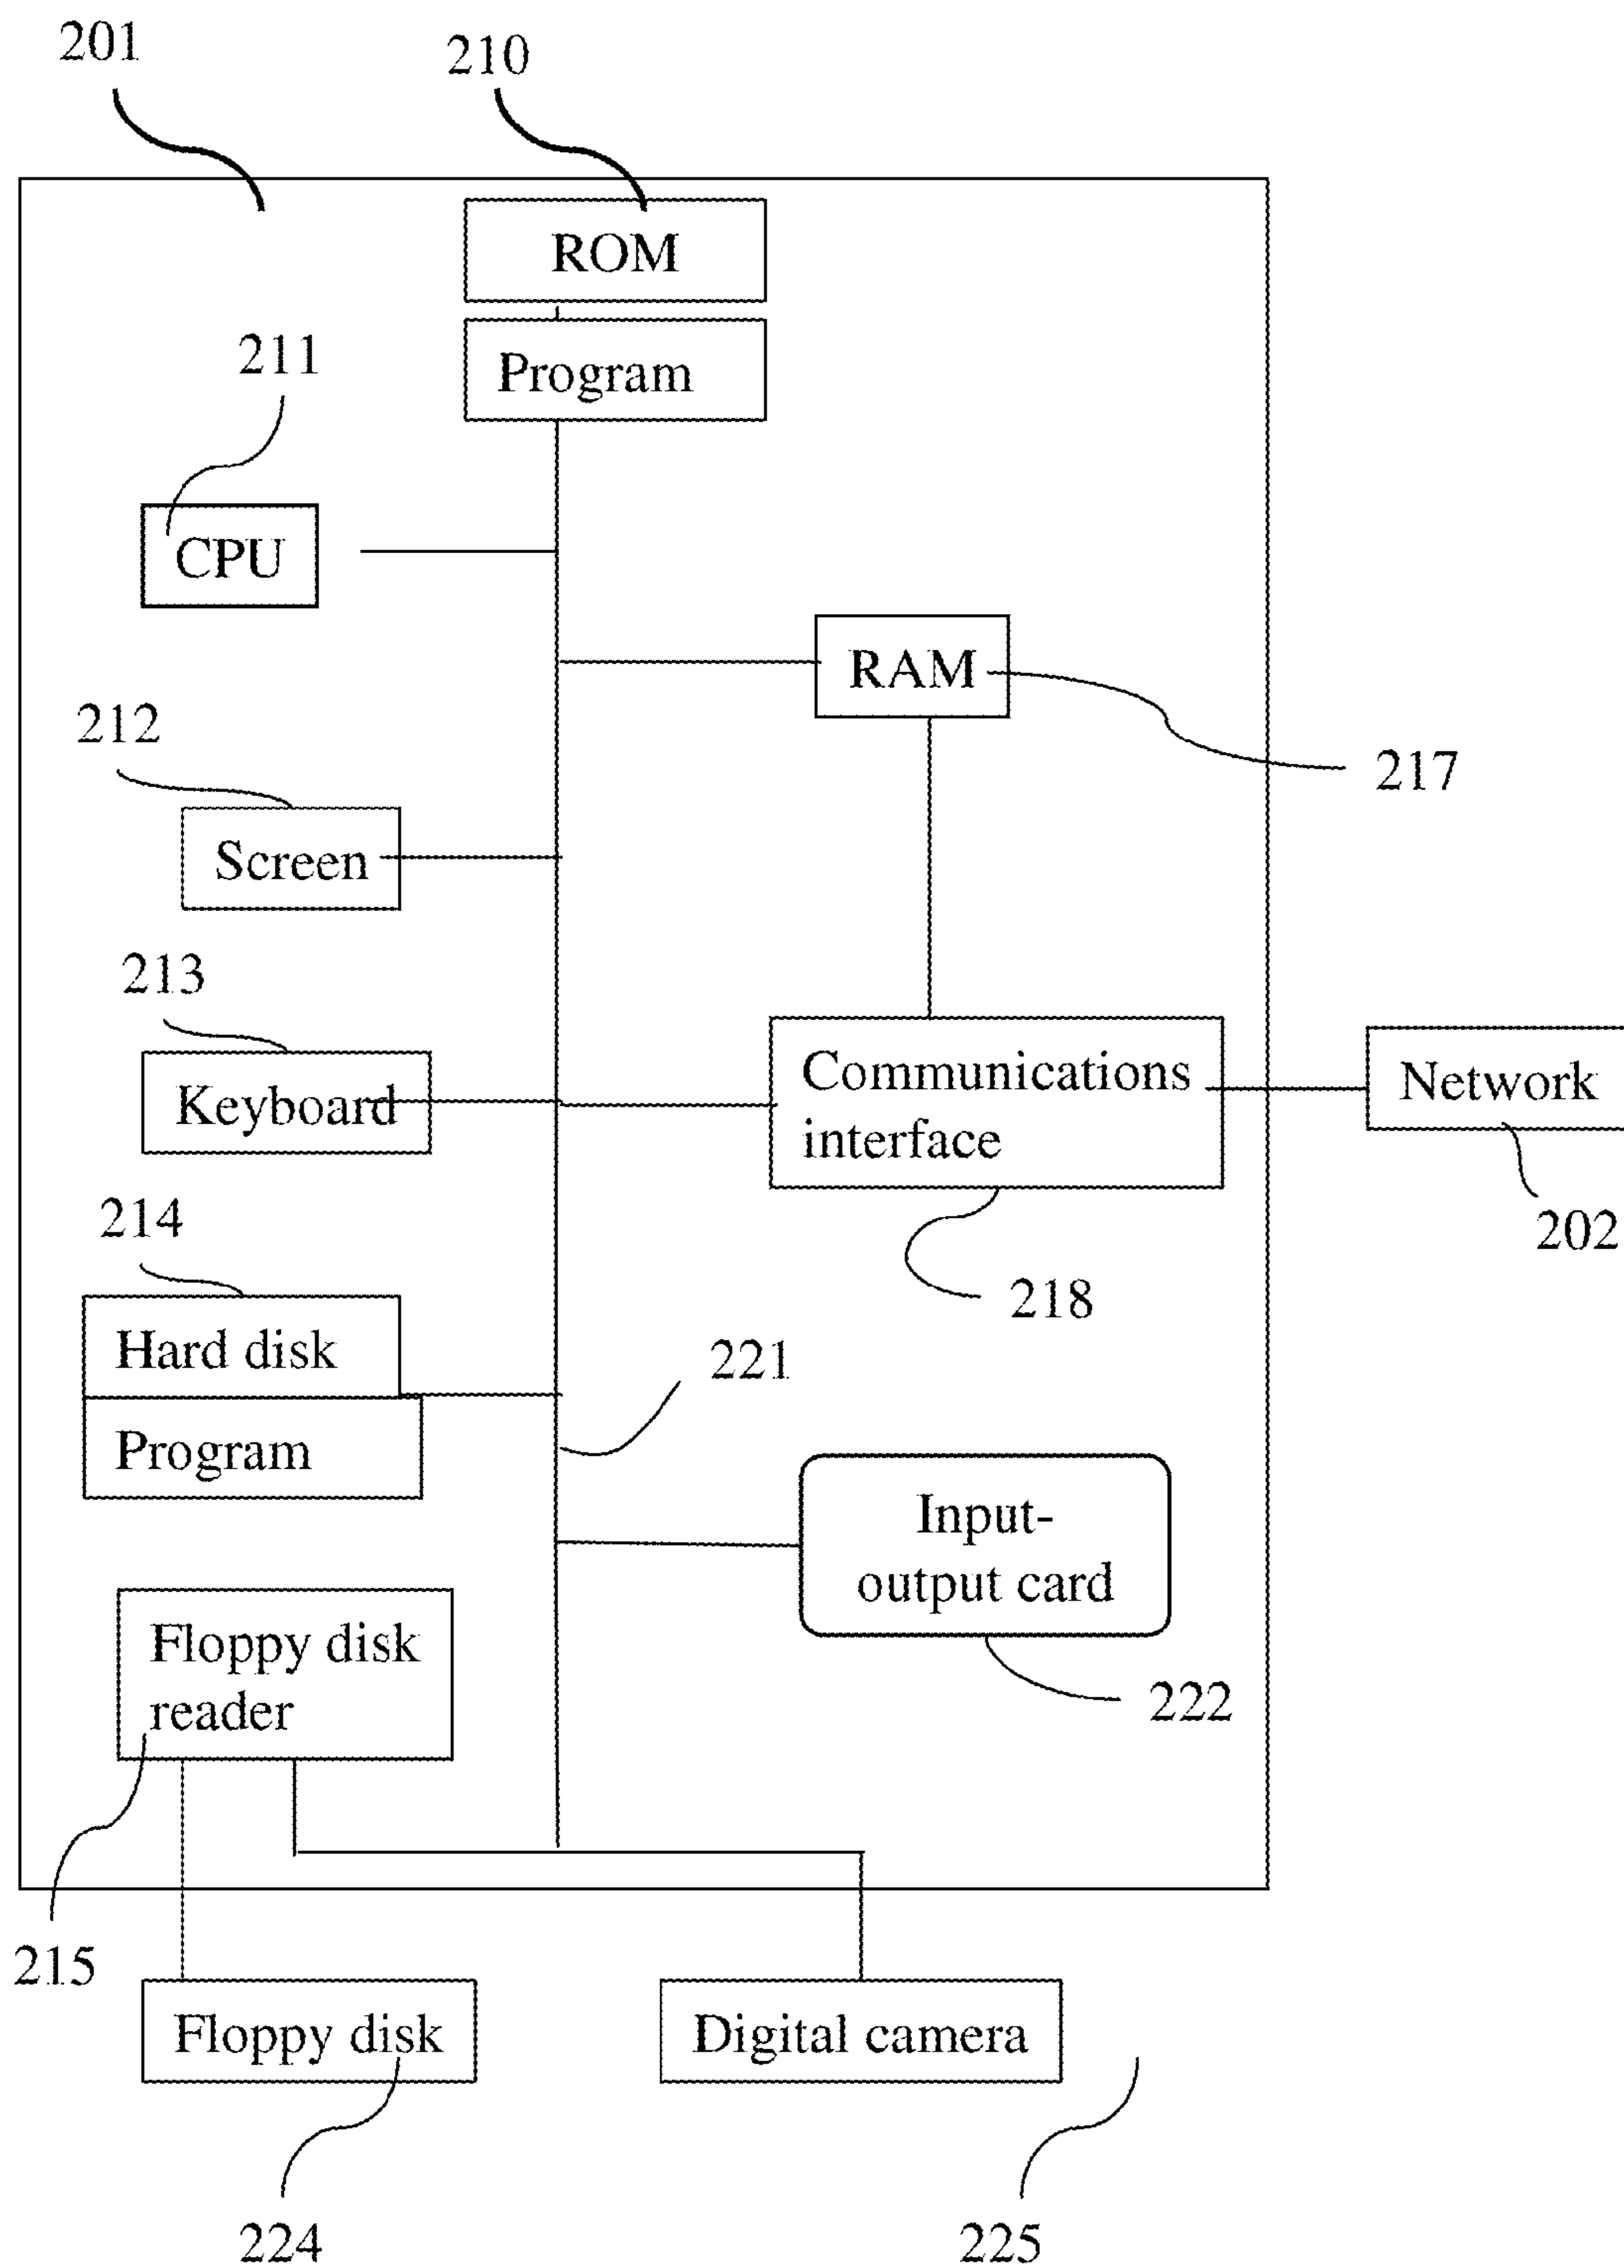 201
210
ROM
Program
211
CPU
RAM
217
212
Screen
213
Keyboard
Communications
interface
Network
202
218
214
Hard disk
Program
221
Input-
output card
222
Floppy disk
reader
215
Floppy disk
Digital camera
224
225